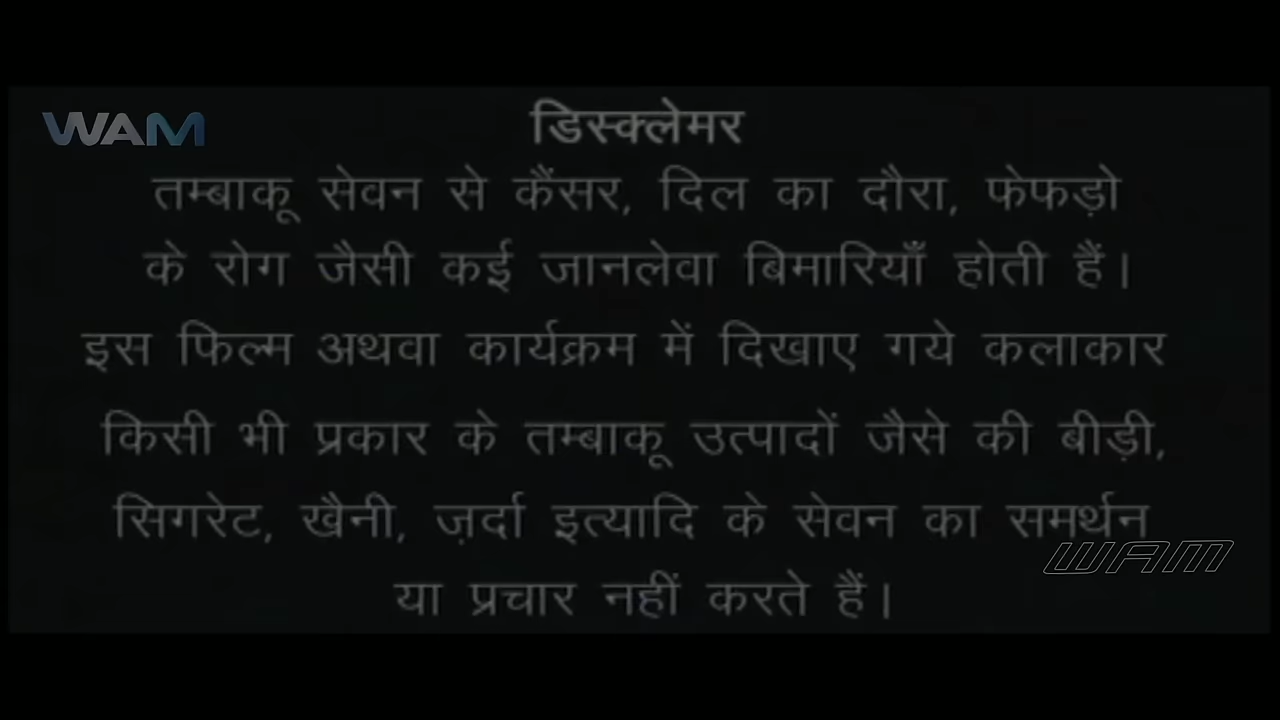 WAM
डिस्क्लेमर
तम्बाकू सेवन से कैंसर, दिल का दौरा, फेफड़ो
के रोग जैसी कई जानलेवा बिमारियाँ होती हैं।
इस फिल्म अथवा कार्यक्रम में दिखाए गये कलाकार
किसी भी प्रकार के तम्बाकू उत्पादों जैसे की बीड़ी,
सिगरेट, खैनी, ज़र्दा इत्यादि के सेवन का समर्थन
WAM
या प्रचार नहीं करते हैं।